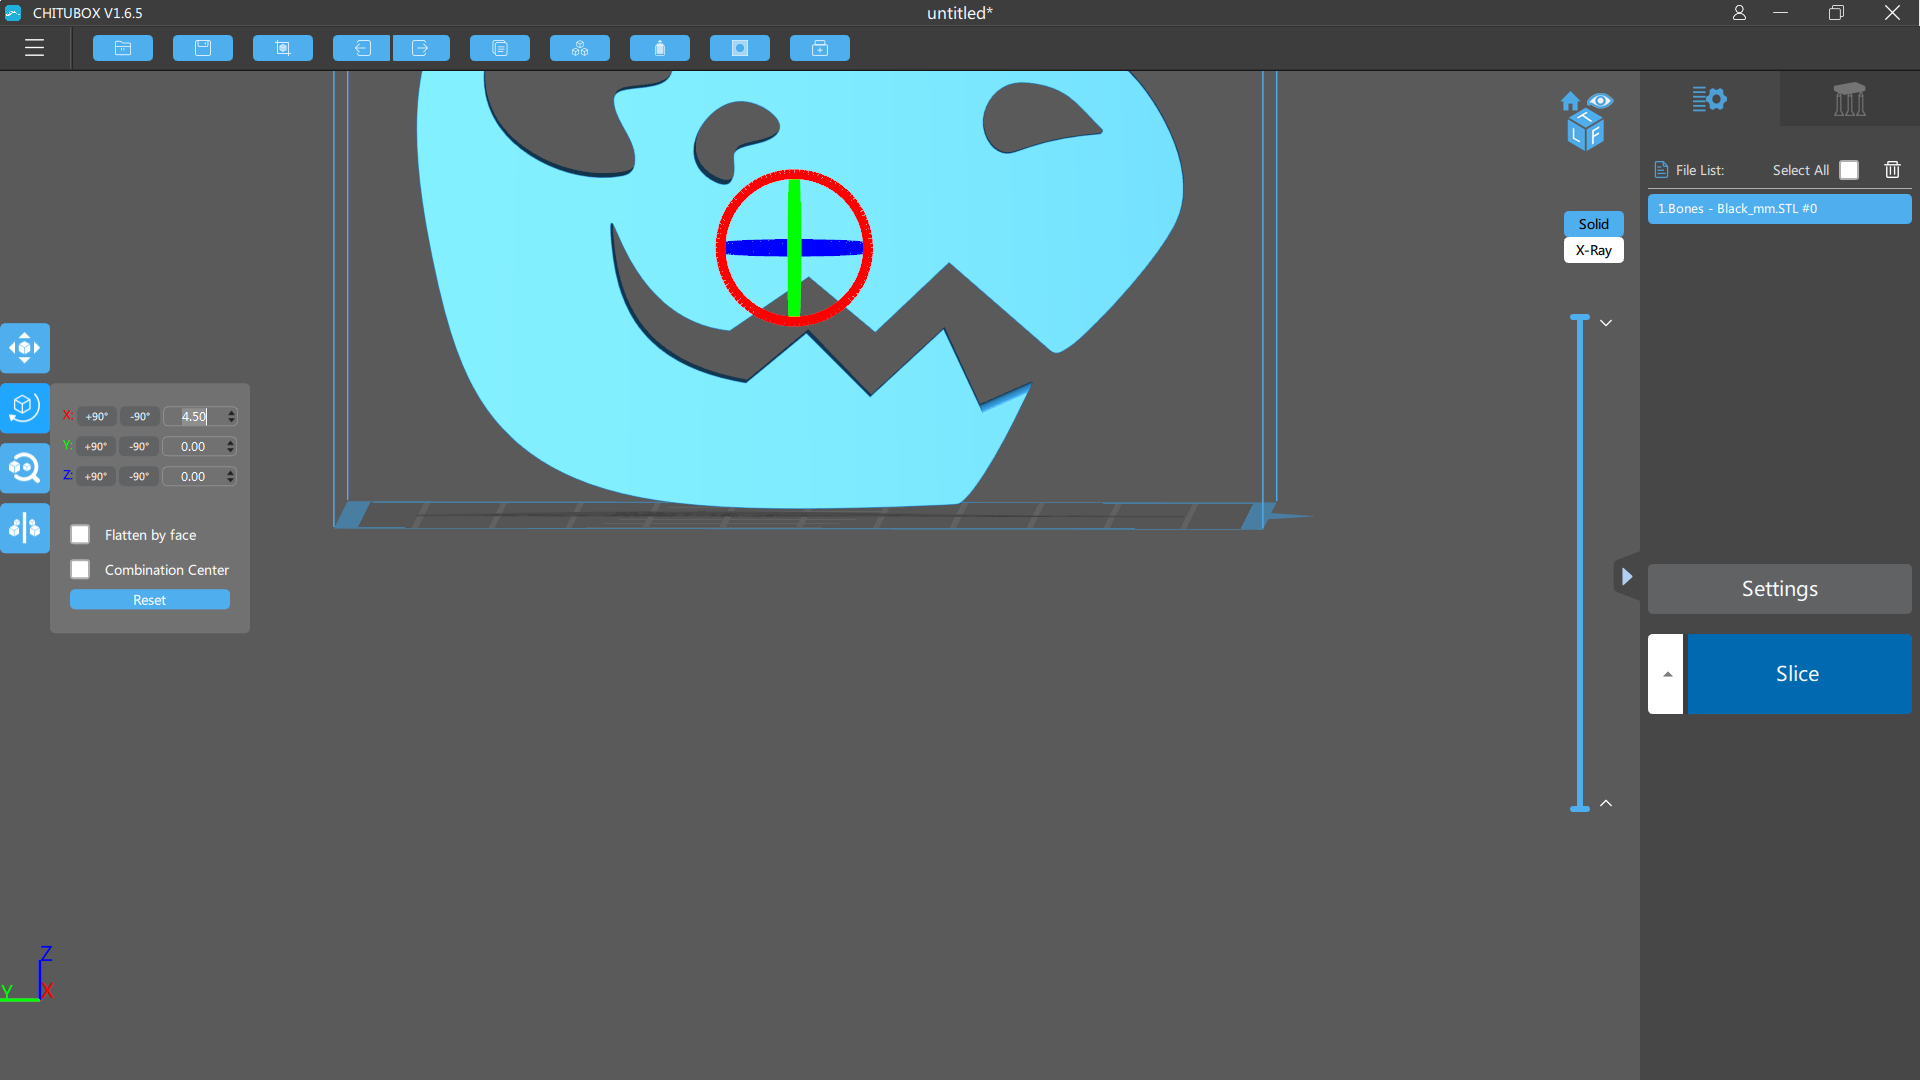 CHITUBOX V1.6.5
untitled*
T
L F
File List:
Select All
1.Bones - Black_mm.STL #0
Solid
X-Ray
X: +90° -90° 4.50
Y: +90° -90° 0.00
Z: +90° -90° 0.00
Flatten by face
Combination Center
Reset
Settings
Slice
Z
Y X